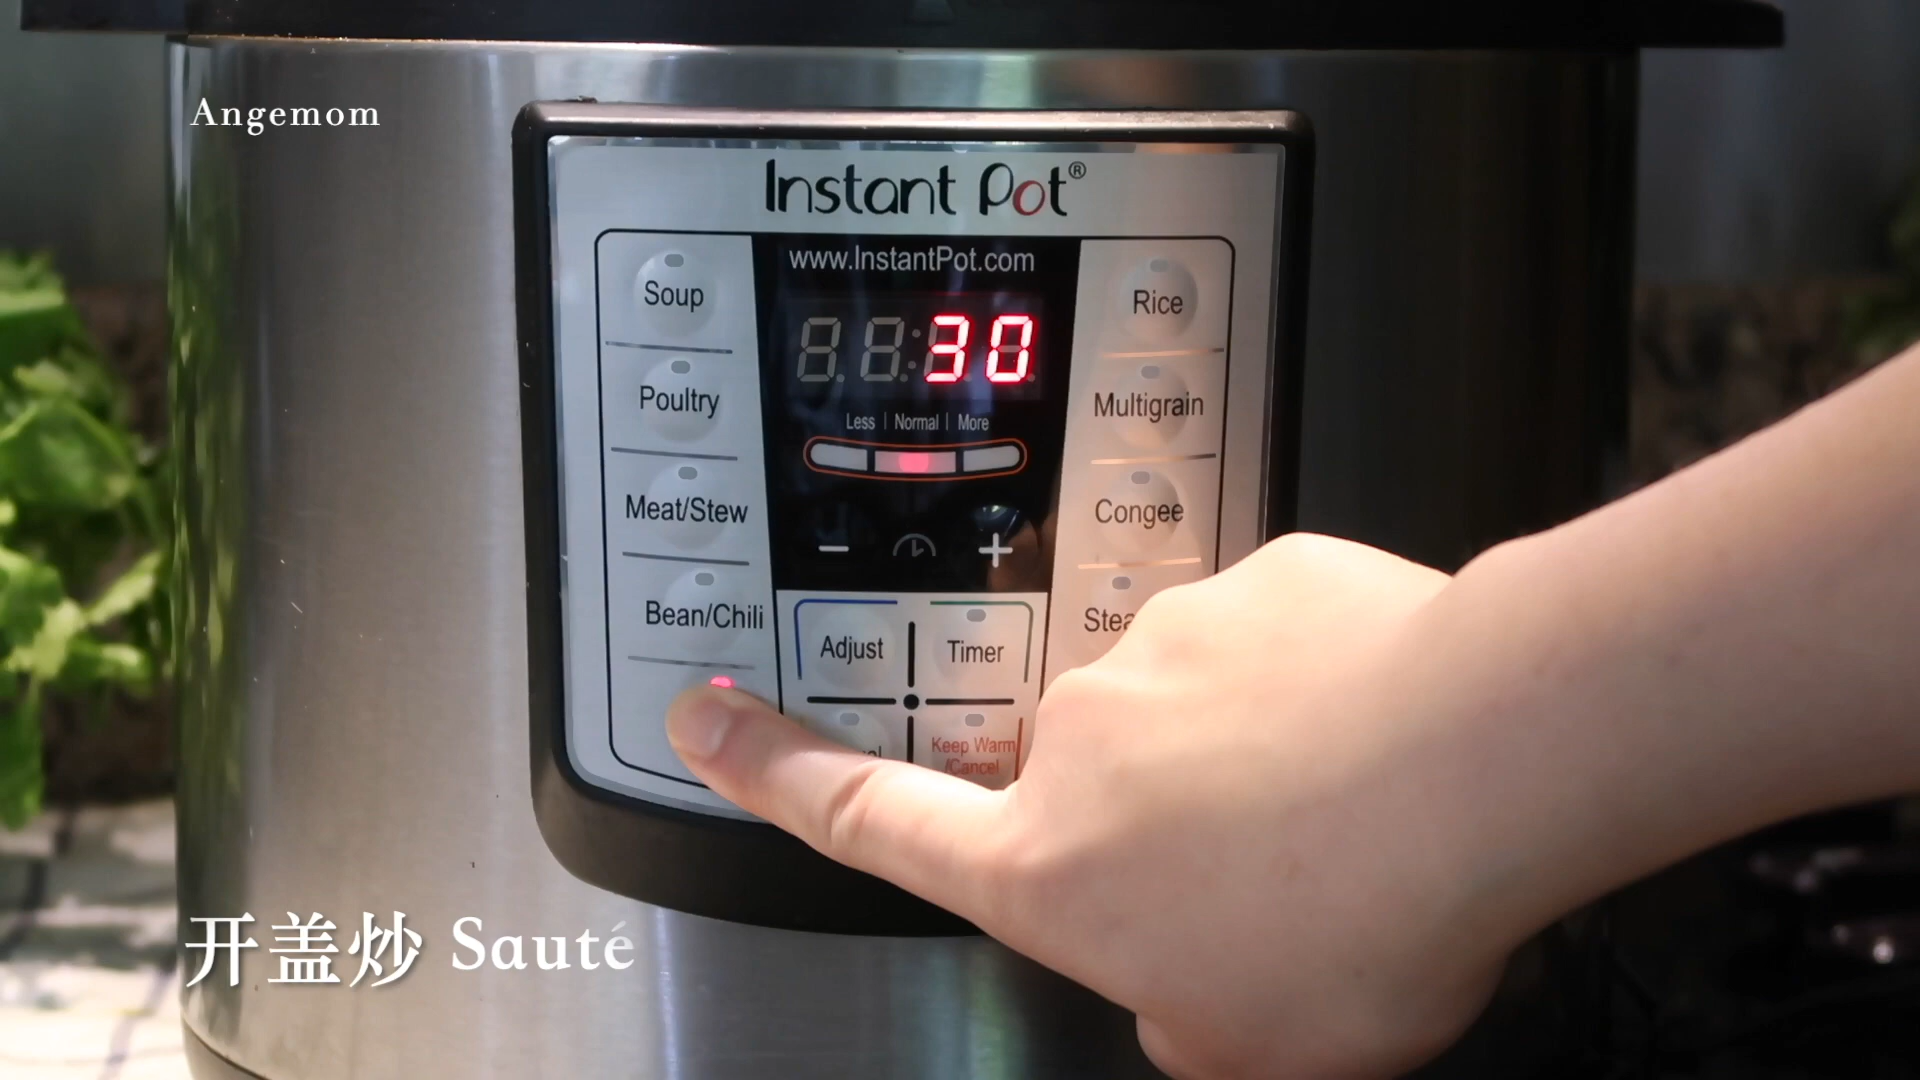 Angemom
Instant Pot®
www.InstantPot.com
Soup
Poultry
Meat/Stew
Bean/Chili
30
Less | Normal | More
− +
Adjust
Timer
Keep Warm
/Cancel
Rice
Multigrain
Congee
开盖炒 Sauté